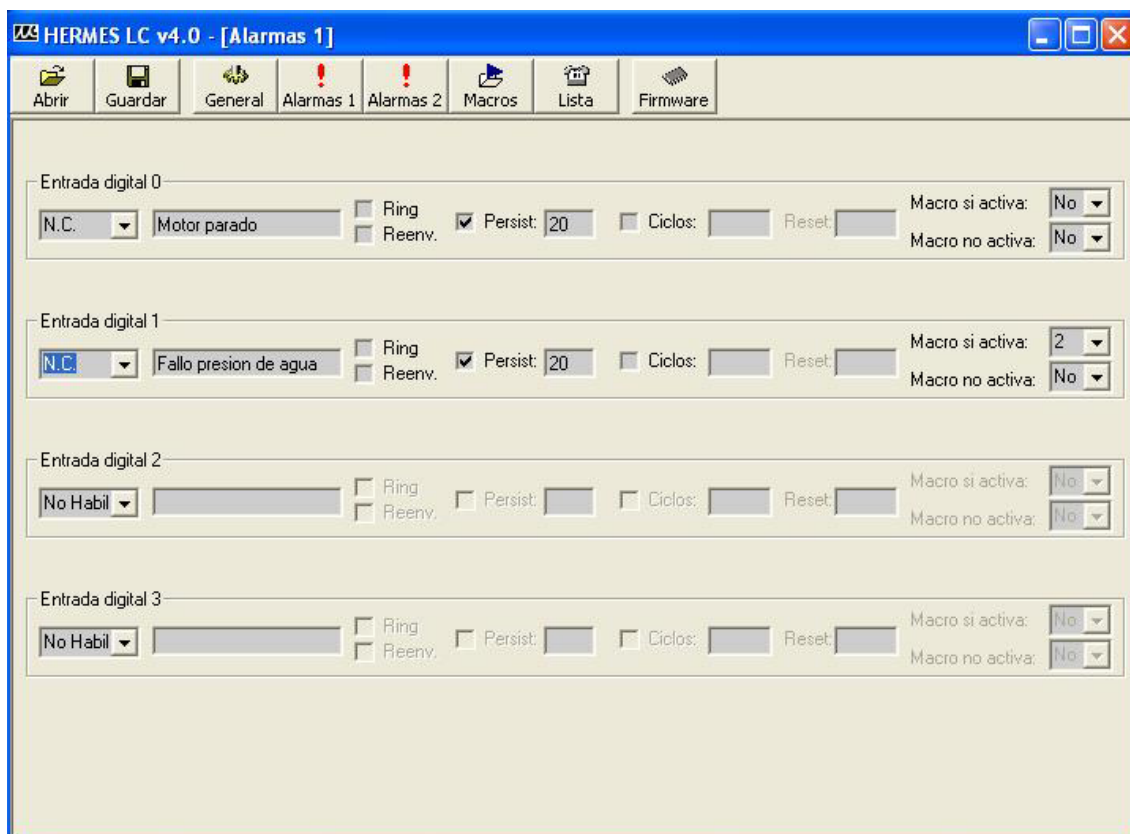 HERMES LC v4.0 - [Alarmas 1]
Abrir Guardar General Alarmas 1 Alarmas 2 Macros Lista Firmware
Entrada digital 0
N.C. Motor parado Ring Reenv. Persist: 20 Ciclos: Reset: Macro si activa: No
Macro no activa: No
Entrada digital 1
N.C. Fallo presion de agua Ring Reenv. Persist: 20 Ciclos: Reset: Macro si activa: 2
Macro no activa: No
Entrada digital 2
No Habil Ring Reenv. Persist: Ciclos: Reset: Macro si activa: No
Macro no activa: No
Entrada digital 3
No Habil Ring Reenv. Persist: Ciclos: Reset: Macro si activa: No
Macro no activa: No